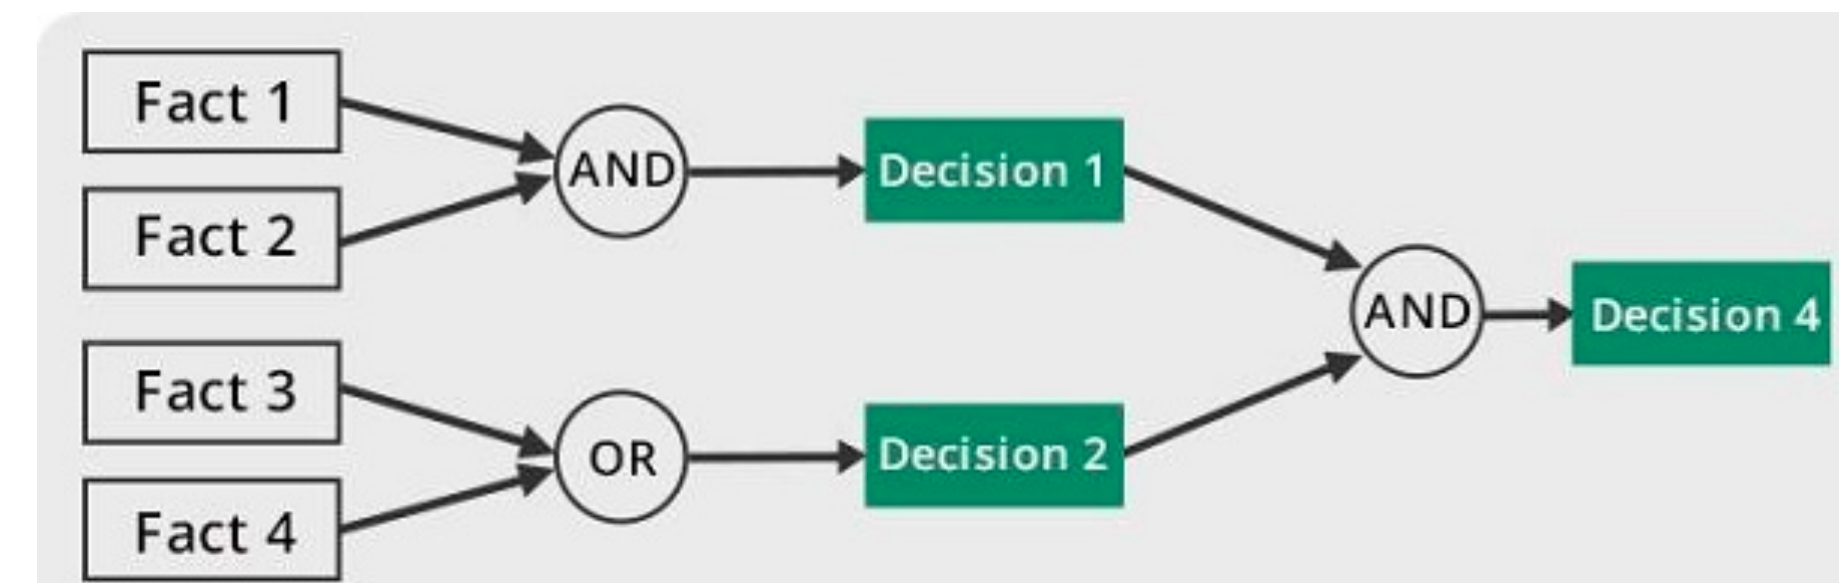 Fact 1
Fact 2
Fact 3
Fact 4
AND
OR
Decision 1
Decision 2
AND
Decision 4